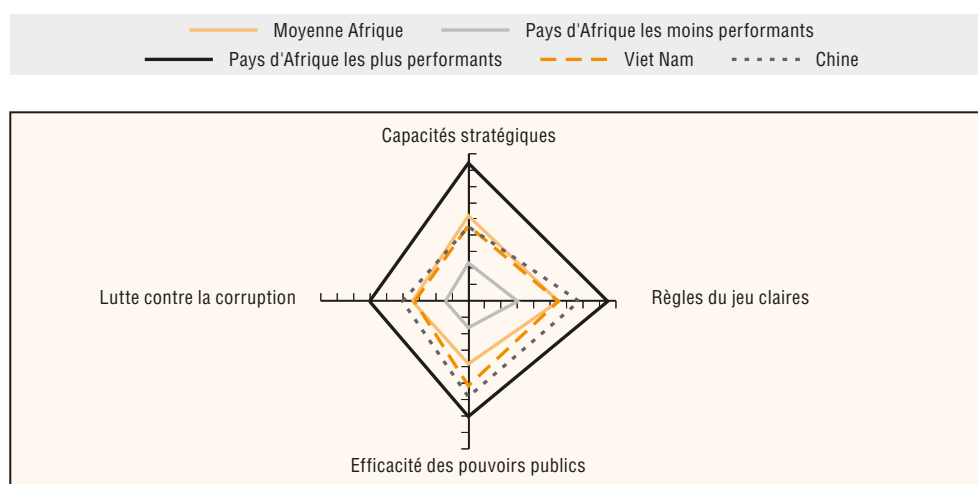 Moyenne Afrique Pays d'Afrique les moins performants
Pays d'Afrique les plus performants Viet Nam Chine
Capacités stratégiques
Lutte contre la corruption Règles du jeu claires
Efficacité des pouvoirs publics